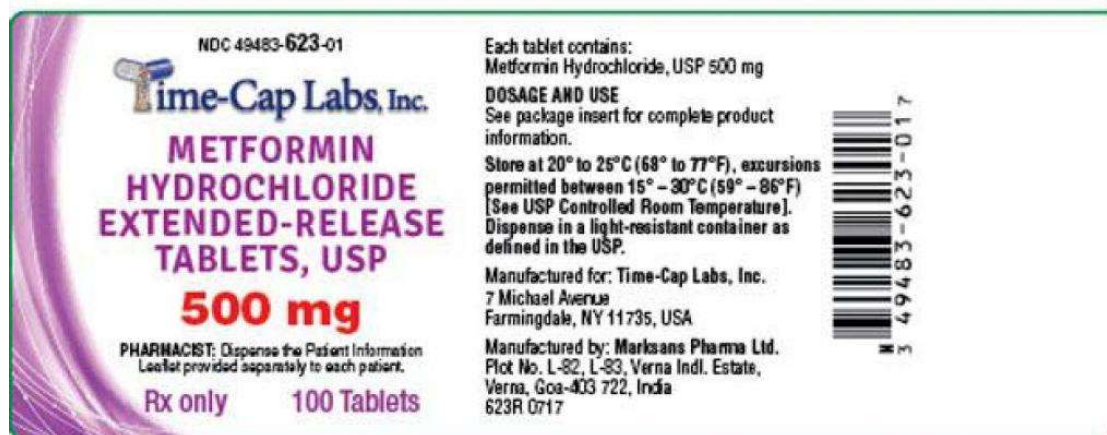 NDC 49483-623-01
Time-Cap Labs, Inc.
METFORMIN
HYDROCHLORIDE
EXTENDED-RELEASE
TABLETS, USP
500 mg
PHARMACIST: Dispense the Patient Information
Leaflet provided separately to each patient.
Rx only 100 Tablets
Each tablet contains:
Metformin Hydrochloride, USP 500 mg
DOSAGE AND USE
See package insert for complete product
information.
Store at 20° to 25°C (68° to 77°F), excursions
permitted between 15° – 30°C (59° – 86°F)
[See USP Controlled Room Temperature].
Dispense in a light-resistant container as
defined in the USP.
Manufactured for: Time-Cap Labs, Inc.
7 Michael Avenue
Farmingdale, NY 11735, USA
Manufactured by: Marksans Pharma Ltd.
Plot No. L-82, L-83, Verna Indl. Estate,
Verna, Goa-403 722, India
623R 0717
N 3 49483-623-01 7